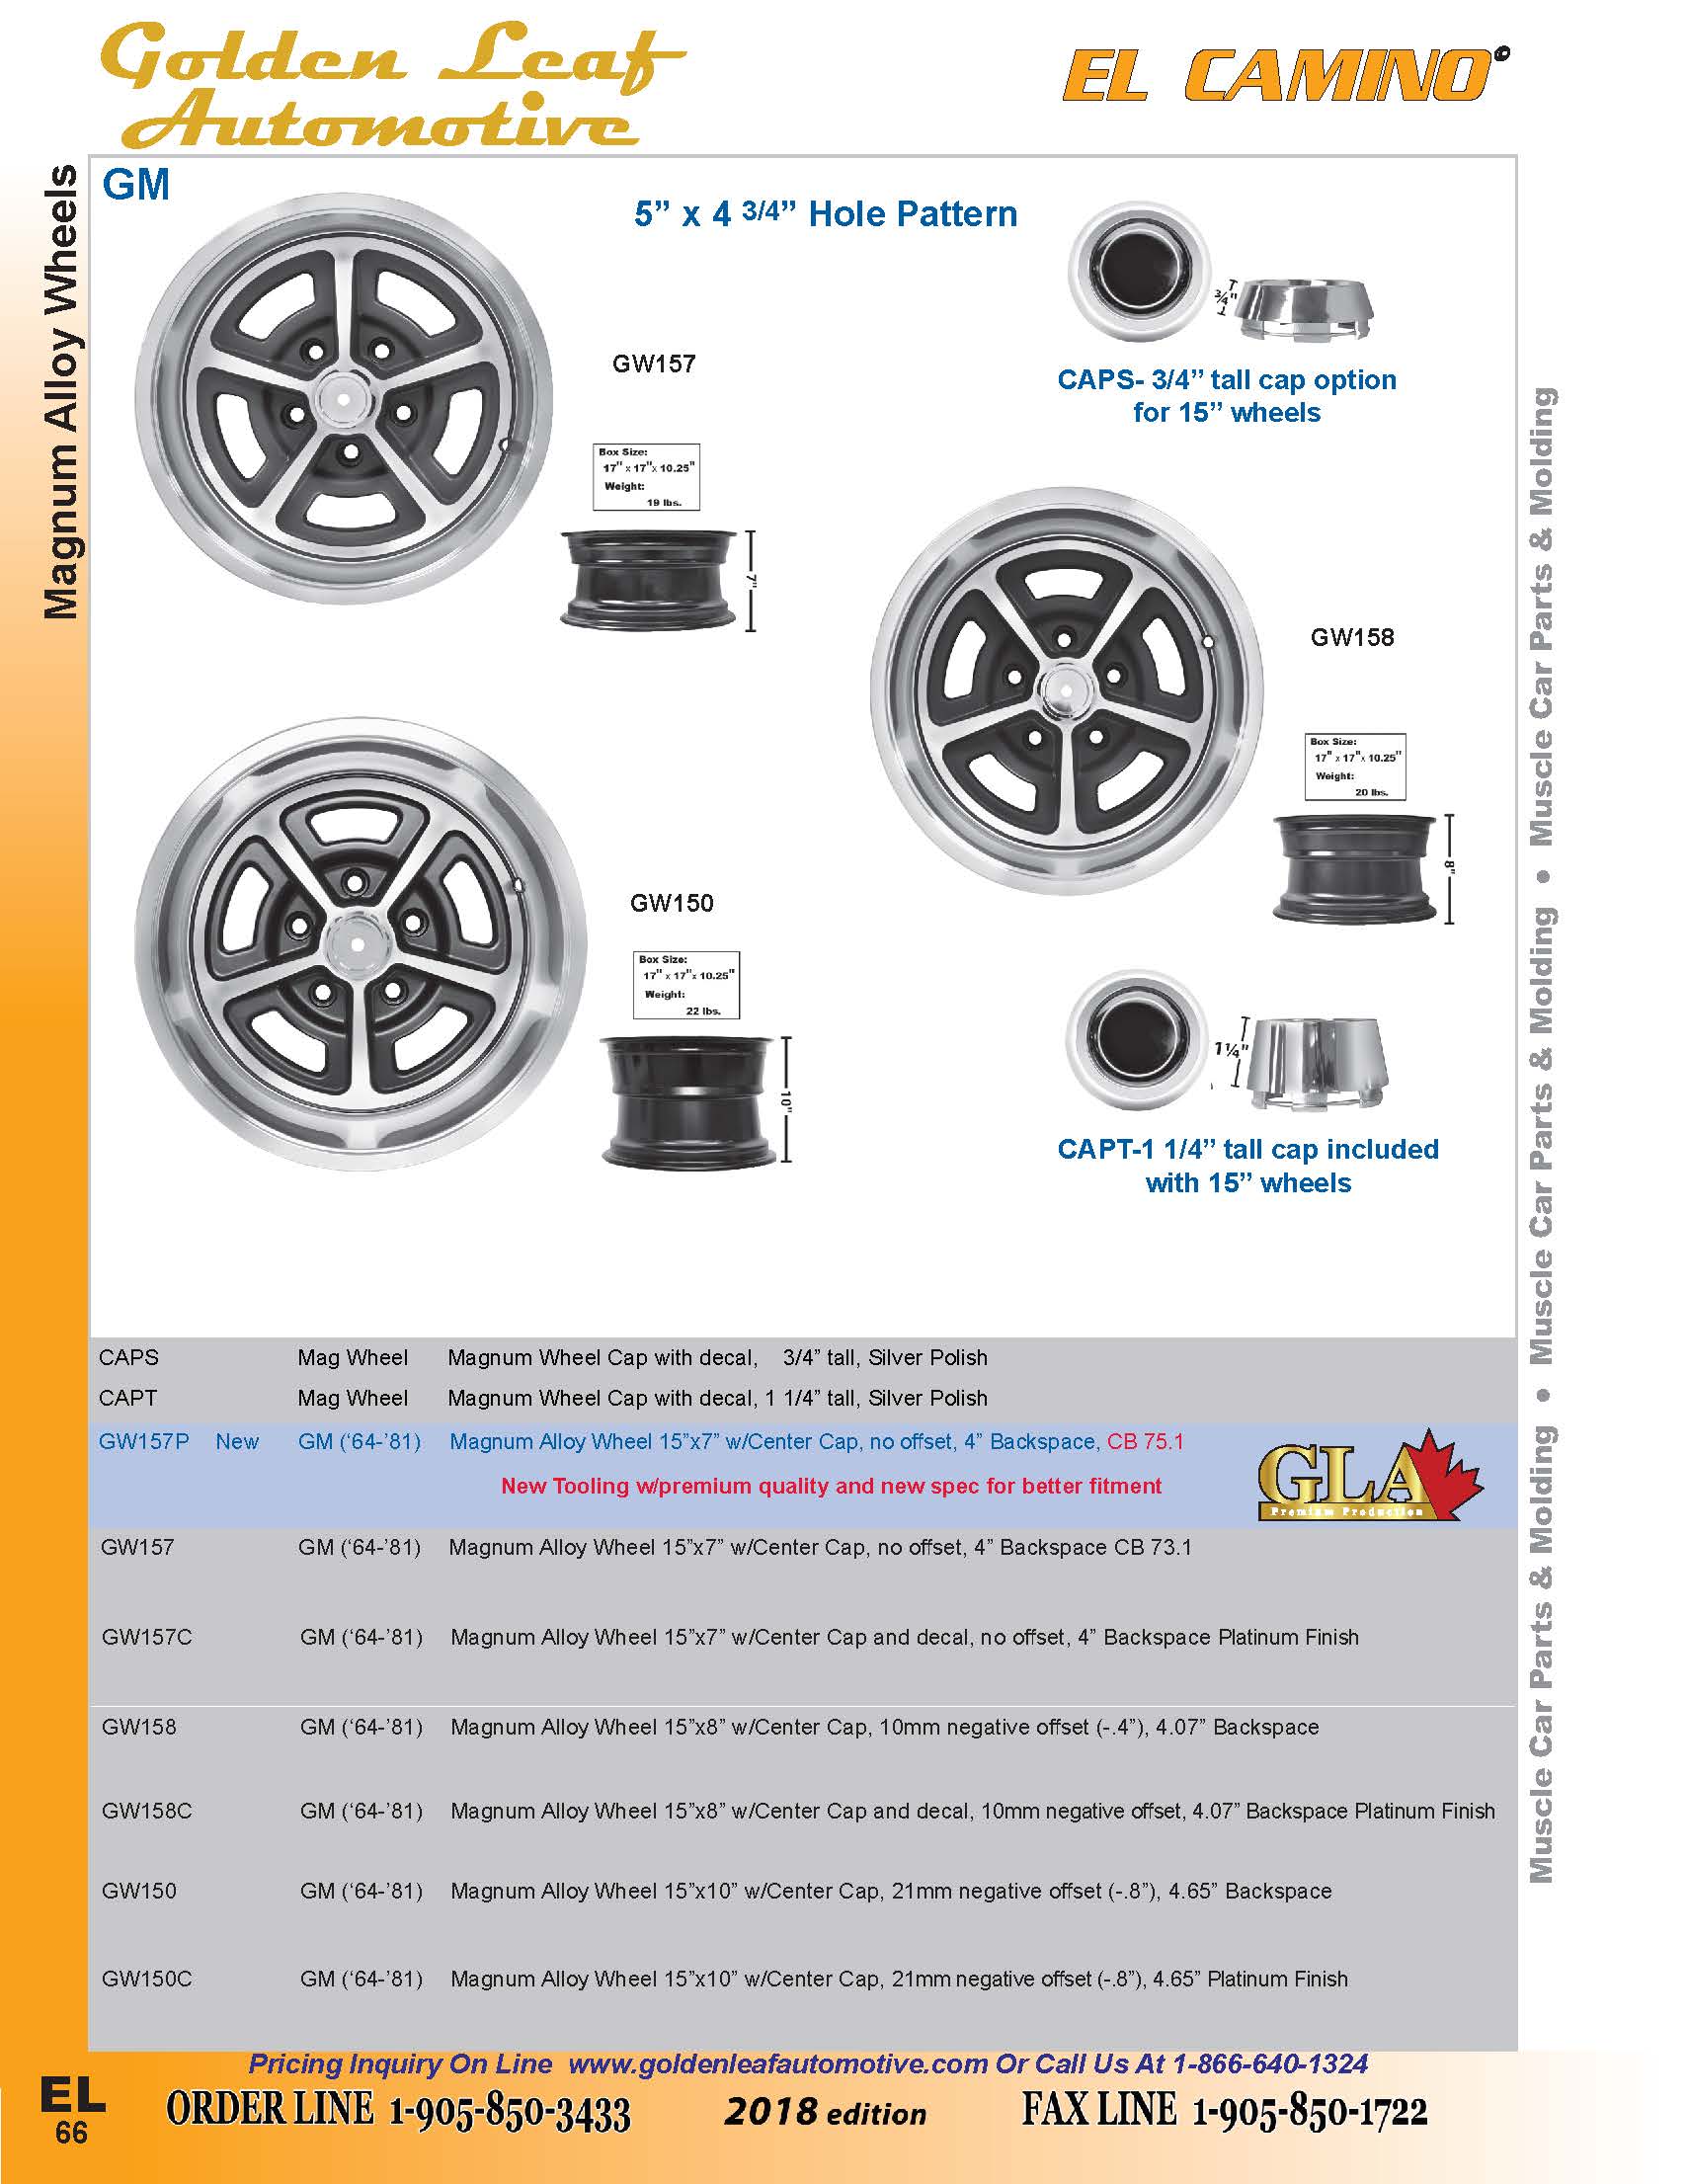 Golden Leaf
Automotive
EL CAMINO
Magnum Alloy Wheels
GM
5” x 4 3/4” Hole Pattern
GW157
Box Size:
17" x 17"x 10.25"
Weight:
19 lbs.
7"
3/4"
CAPS- 3/4” tall cap option
for 15” wheels
GW158
Box Size:
17" x 17"x 10.25"
Weight:
20 lbs.
8"
GW150
Box Size:
17" x 17"x 10.25"
Weight:
22 lbs.
10"
1¼"
CAPT-1 1/4” tall cap included
with 15” wheels
CAPS Mag Wheel Magnum Wheel Cap with decal, 3/4” tall, Silver Polish
CAPT Mag Wheel Magnum Wheel Cap with decal, 1 1/4” tall, Silver Polish
GW157P New GM (‘64-’81) Magnum Alloy Wheel 15”x7” w/Center Cap, no offset, 4” Backspace, CB 75.1
New Tooling w/premium quality and new spec for better fitment
GLA
Premium Production
GW157 GM (‘64-’81) Magnum Alloy Wheel 15”x7” w/Center Cap, no offset, 4” Backspace CB 73.1
GW157C GM (‘64-’81) Magnum Alloy Wheel 15”x7” w/Center Cap and decal, no offset, 4” Backspace Platinum Finish
GW158 GM (‘64-’81) Magnum Alloy Wheel 15”x8” w/Center Cap, 10mm negative offset (-.4”), 4.07” Backspace
GW158C GM (‘64-’81) Magnum Alloy Wheel 15”x8” w/Center Cap and decal, 10mm negative offset, 4.07” Backspace Platinum Finish
GW150 GM (‘64-’81) Magnum Alloy Wheel 15”x10” w/Center Cap, 21mm negative offset (-.8”), 4.65” Backspace
GW150C GM (‘64-’81) Magnum Alloy Wheel 15”x10” w/Center Cap, 21mm negative offset (-.8”), 4.65” Platinum Finish
Muscle Car Parts & Molding • Muscle Car Parts & Molding • Muscle Car Parts & Molding
Pricing Inquiry On Line www.goldenleafautomotive.com Or Call Us At 1-866-640-1324
EL
66
ORDER LINE 1-905-850-3433
2018 edition
FAX LINE 1-905-850-1722